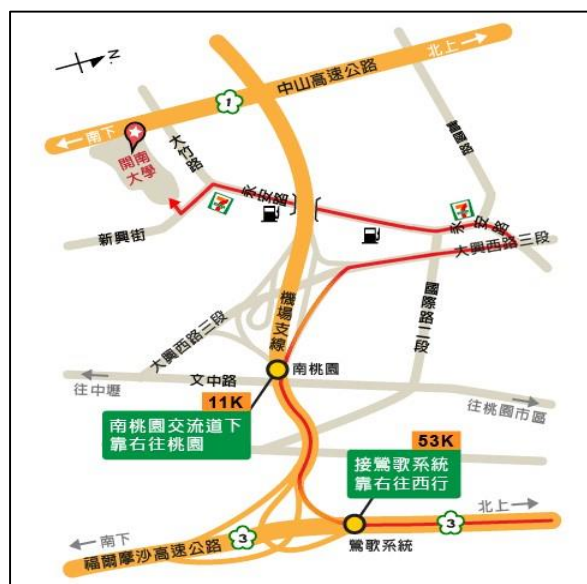 N
北上
中山高速公路
1
南下
開南
大學
大竹路
永安路
7
新興街
國際路
7
永安路
大興西路三段
國際路二段
機場支線
大興西路三段
南桃園
文中路
往中壢
往桃園市區
11K
南桃園交流道下
靠右往桃園
53K
接鶯歌系統
靠右往西行
北上
3
3
南下
福爾摩沙高速公路
鶯歌系統